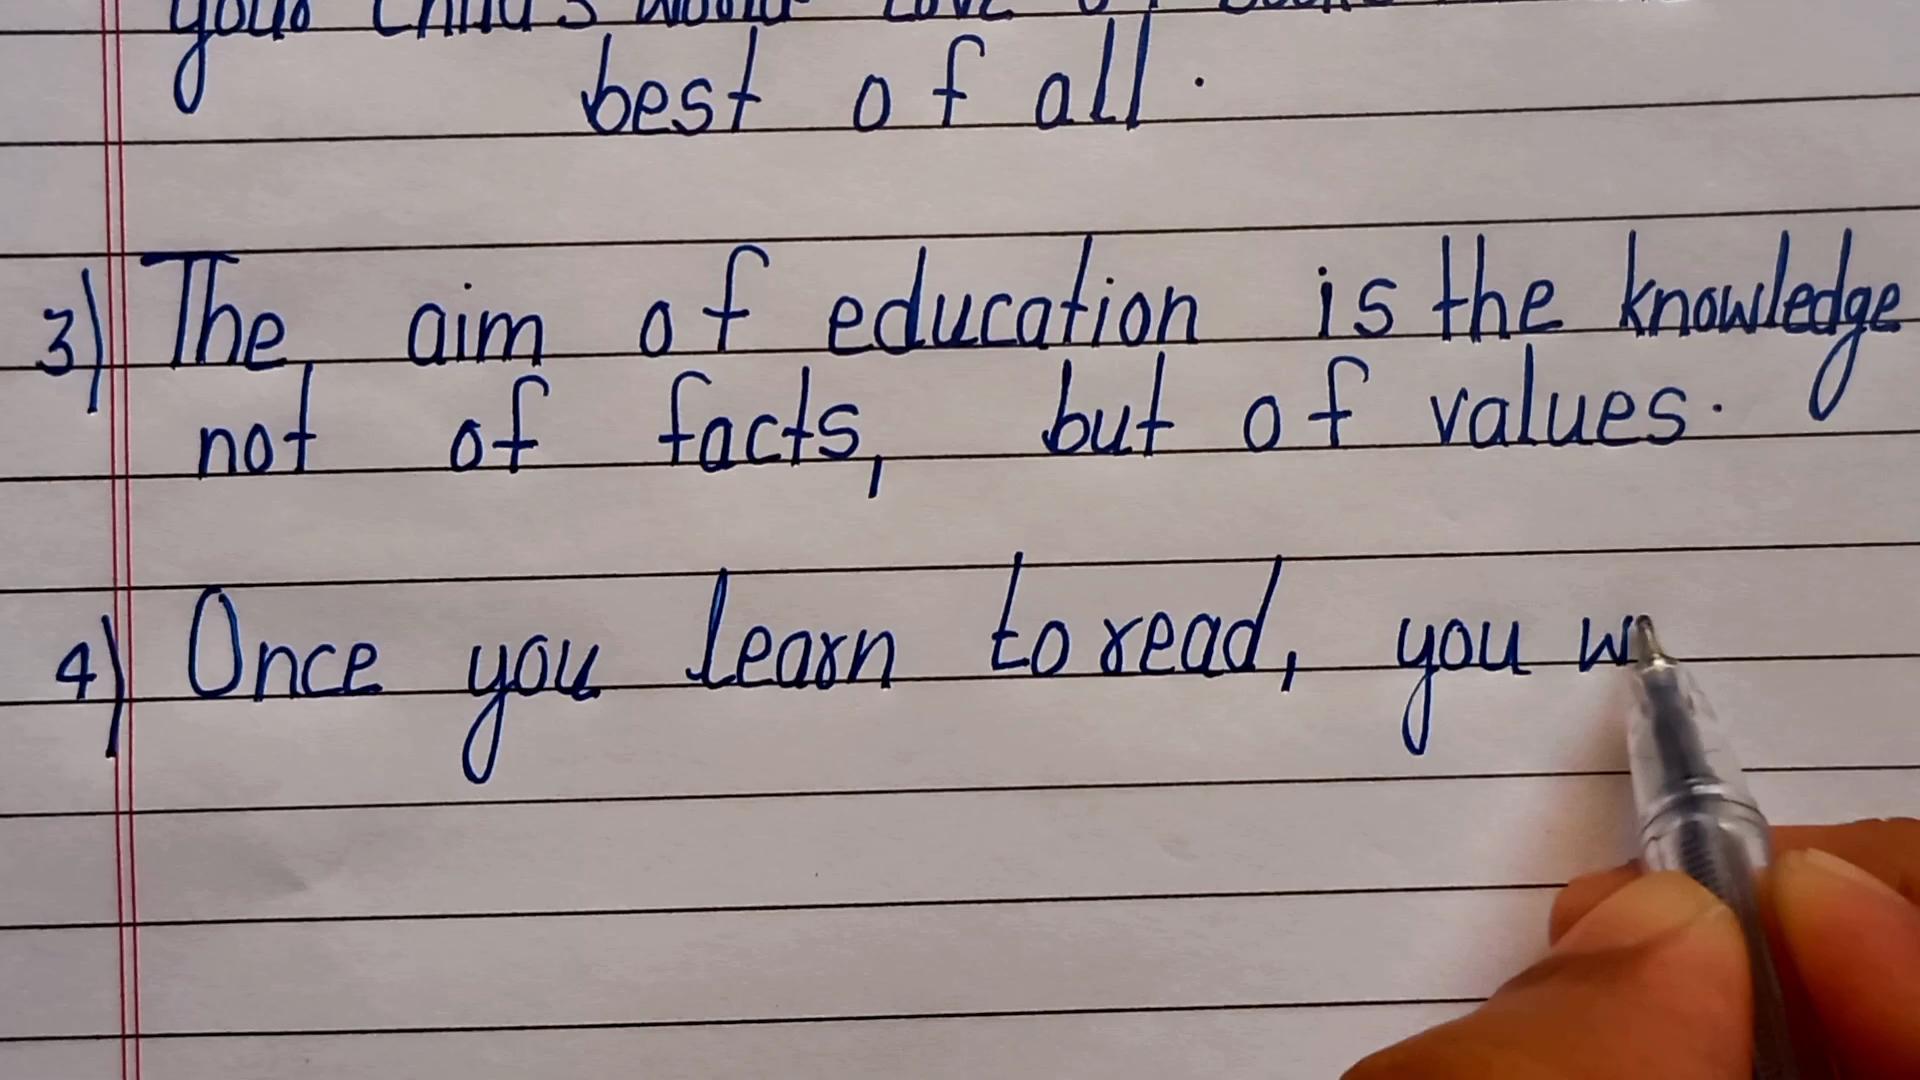 best of all.
3) The aim of education is the knowledge
not of facts, but of values.
4) Once you learn to read, you w